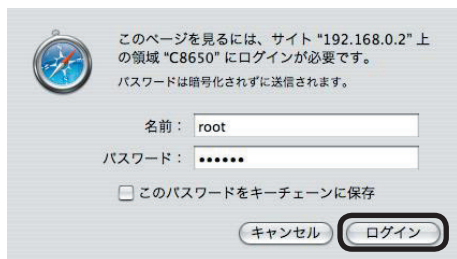 このページを見るには、サイト “192.168.0.2” 上
の領域 “C8650” にログインが必要です。
パスワードは暗号化されずに送信されます。
名前： root
パスワード： ••••••
このパスワードをキーチェーンに保存
キャンセル ログイン